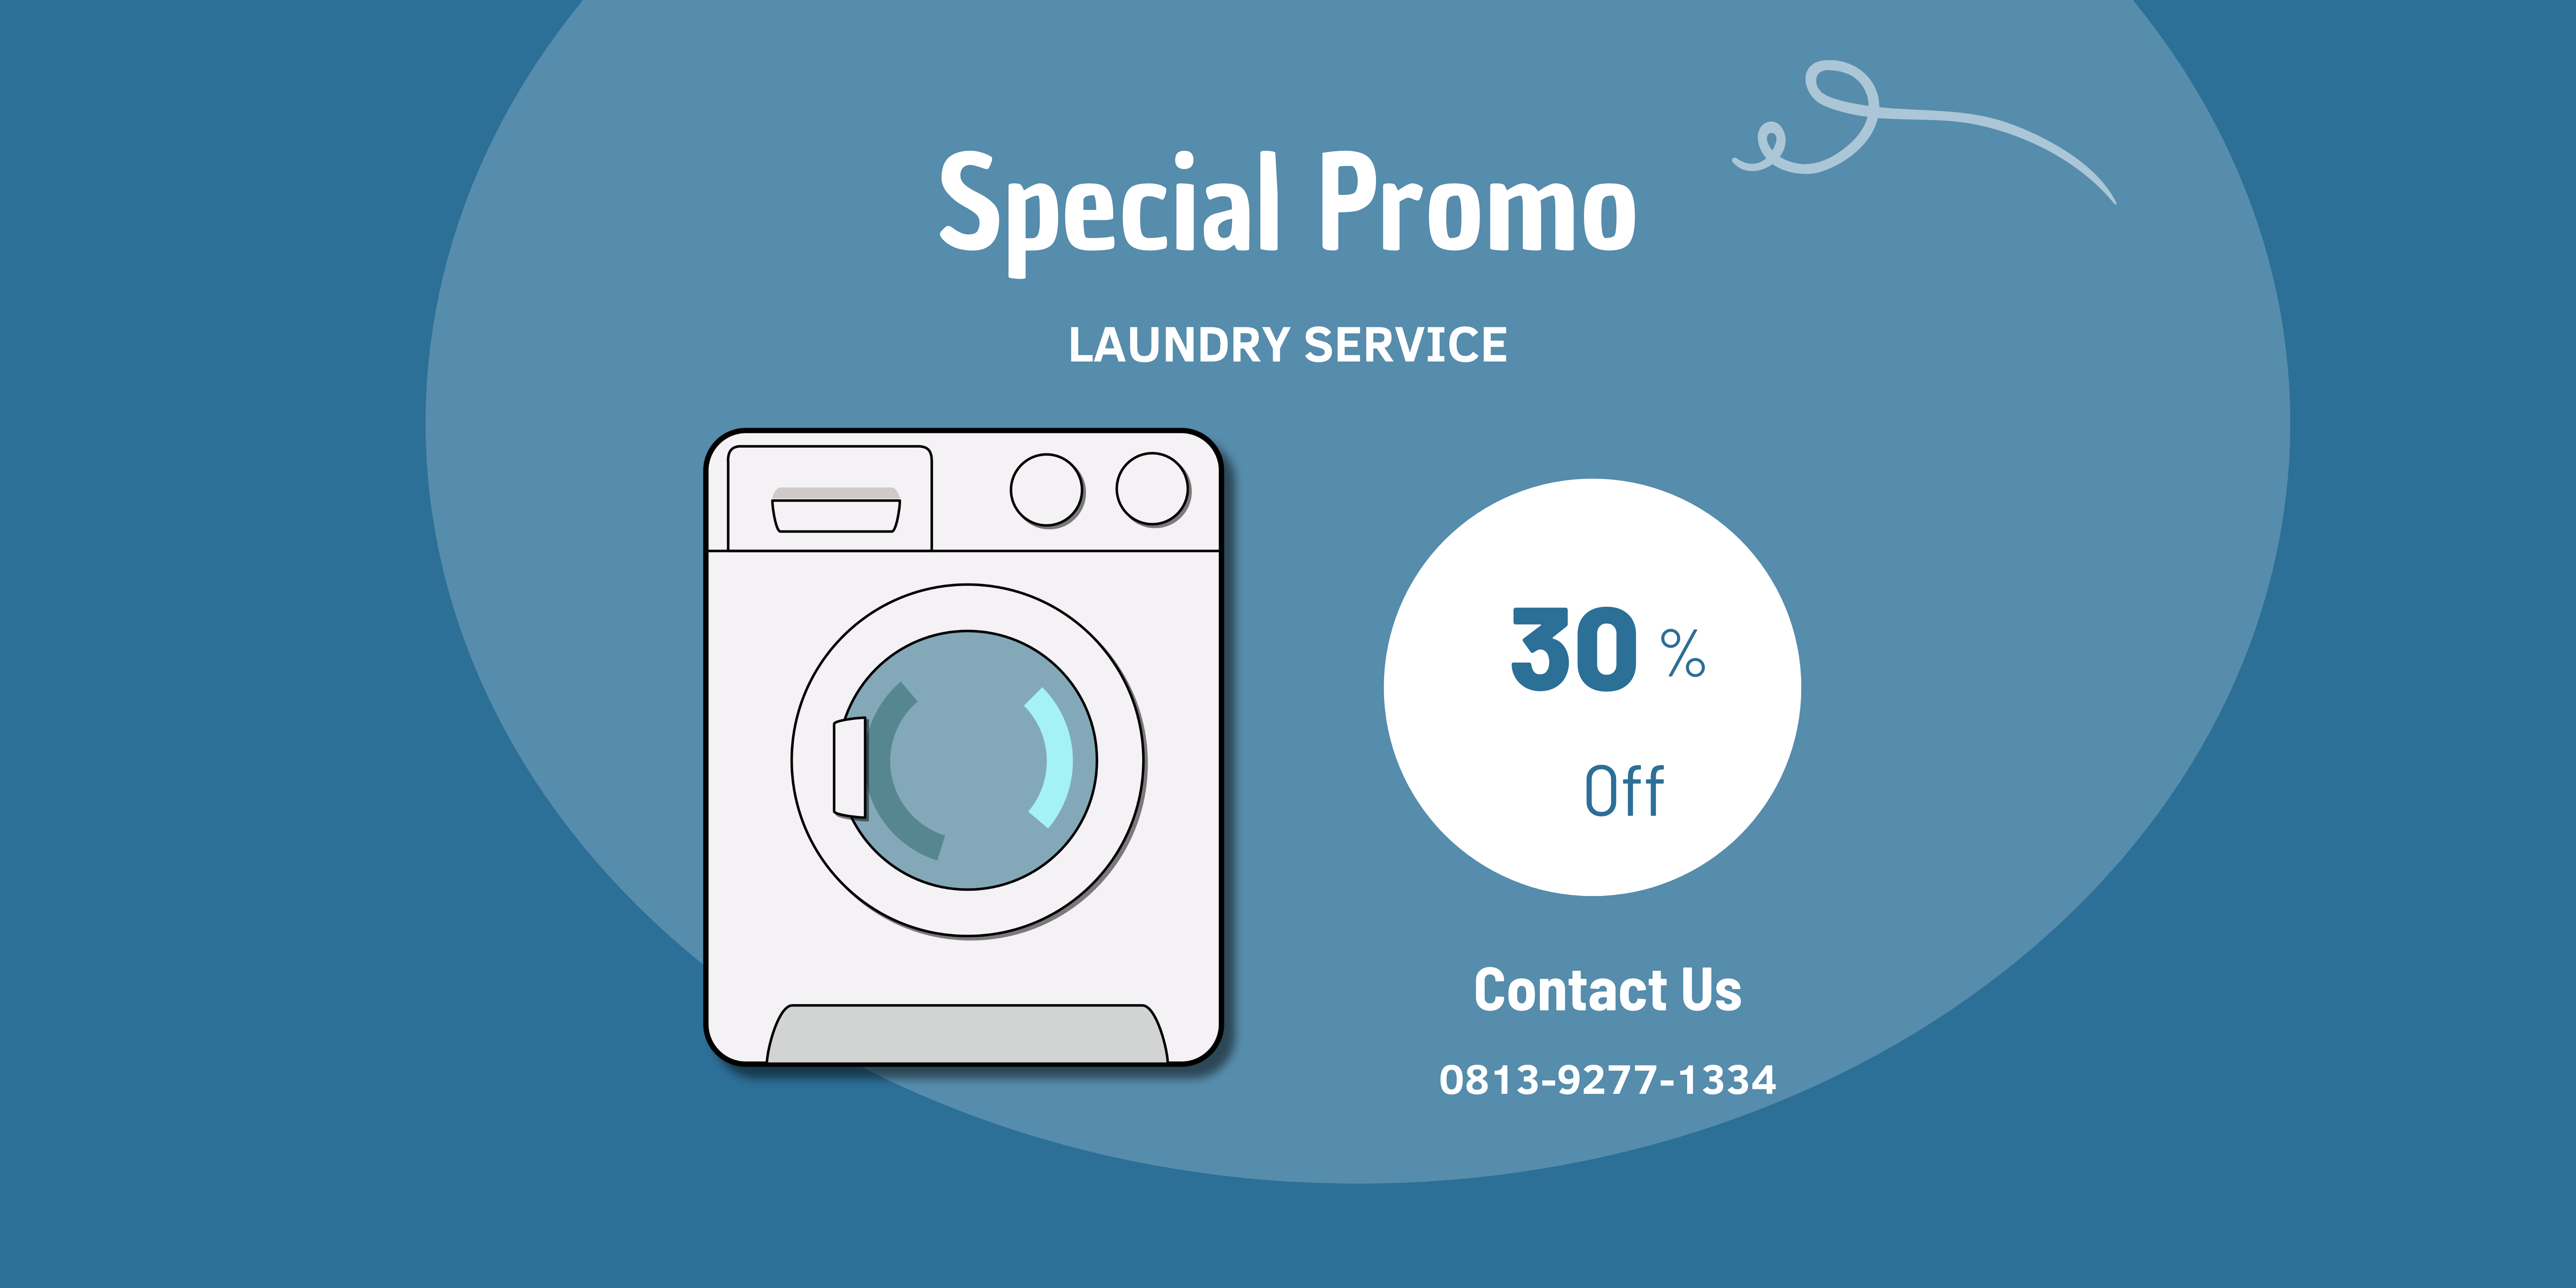 Special Promo
LAUNDRY SERVICE
30 %
Off
Contact Us
0813-9277-1334